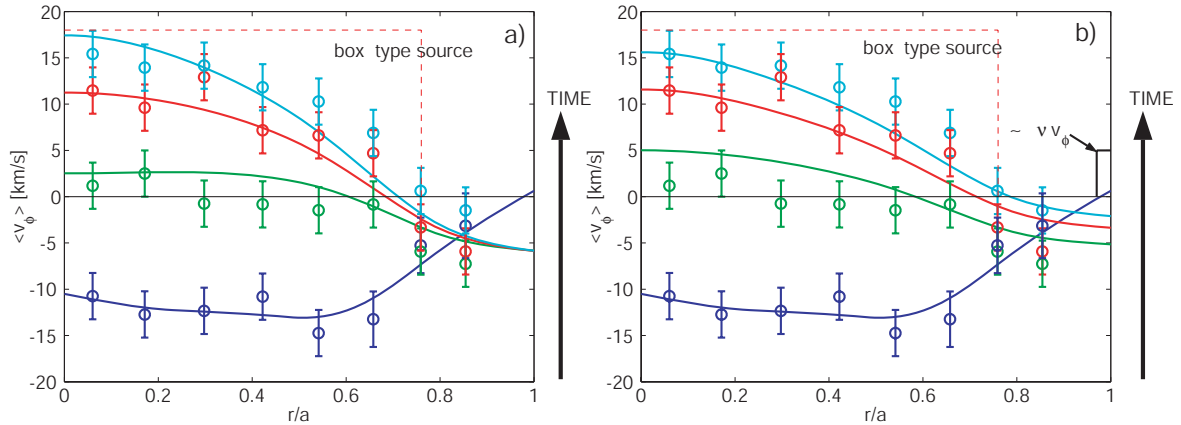 a)
box type source
20
15
10
5
0
-5
-10
-15
-20
<v_ϕ> [km/s]
0 0.2 0.4 0.6 0.8 1
r/a
TIME
b)
box type source
~ ν v_ϕ
20
15
10
5
0
-5
-10
-15
-20
<v_ϕ> [km/s]
0 0.2 0.4 0.6 0.8 1
r/a
TIME